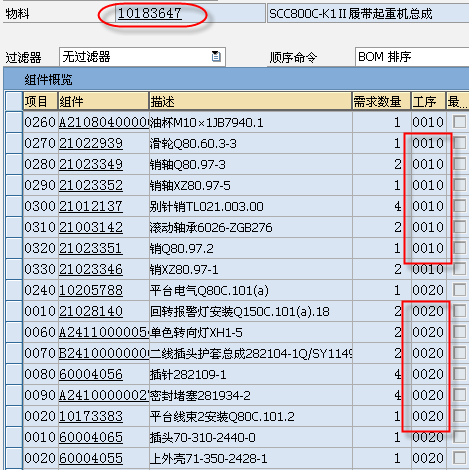 物料 10183647 SCC800C-K1Ⅱ履带起重机总成
过滤器 无过滤器 顺序命令 BOM 排序
组件概览
项目 组件 描述 需求数量 工序 最...
0260 A2108040000 油杯M10×1JB7940.1 1 0010
0270 21022939 滑轮Q80.60.3-3 1 0010
0280 21023349 销轴Q80.97-3 2 0010
0290 21023352 销轴XZ80.97-5 1 0010
0300 21012137 别针销TL021.003.00 4 0010
0310 21003142 滚动轴承6026-ZGB276 2 0010
0320 21023351 销Q80.97.2 1 0010
0330 21023346 销XZ80.97-1 2 0010
0240 10205788 平台电气Q80C.101(a) 1 0020
0010 21028140 回转报警灯安装Q150C.101(a).18 2 0020
0060 A2411000005 单色转向灯XH1-5 2 0020
0070 B2410000000 二线插头护套总成282104-1Q/SY1149 2 0020
0080 60004056 插针282109-1 4 0020
0090 A2410000002 密封堵塞281934-2 4 0020
0020 10173383 平台线束2安装Q80C.101.2 1 0020
0010 60004065 插头70-310-2440-0 1 0020
0020 60004055 上外壳71-350-2428-1 1 0020